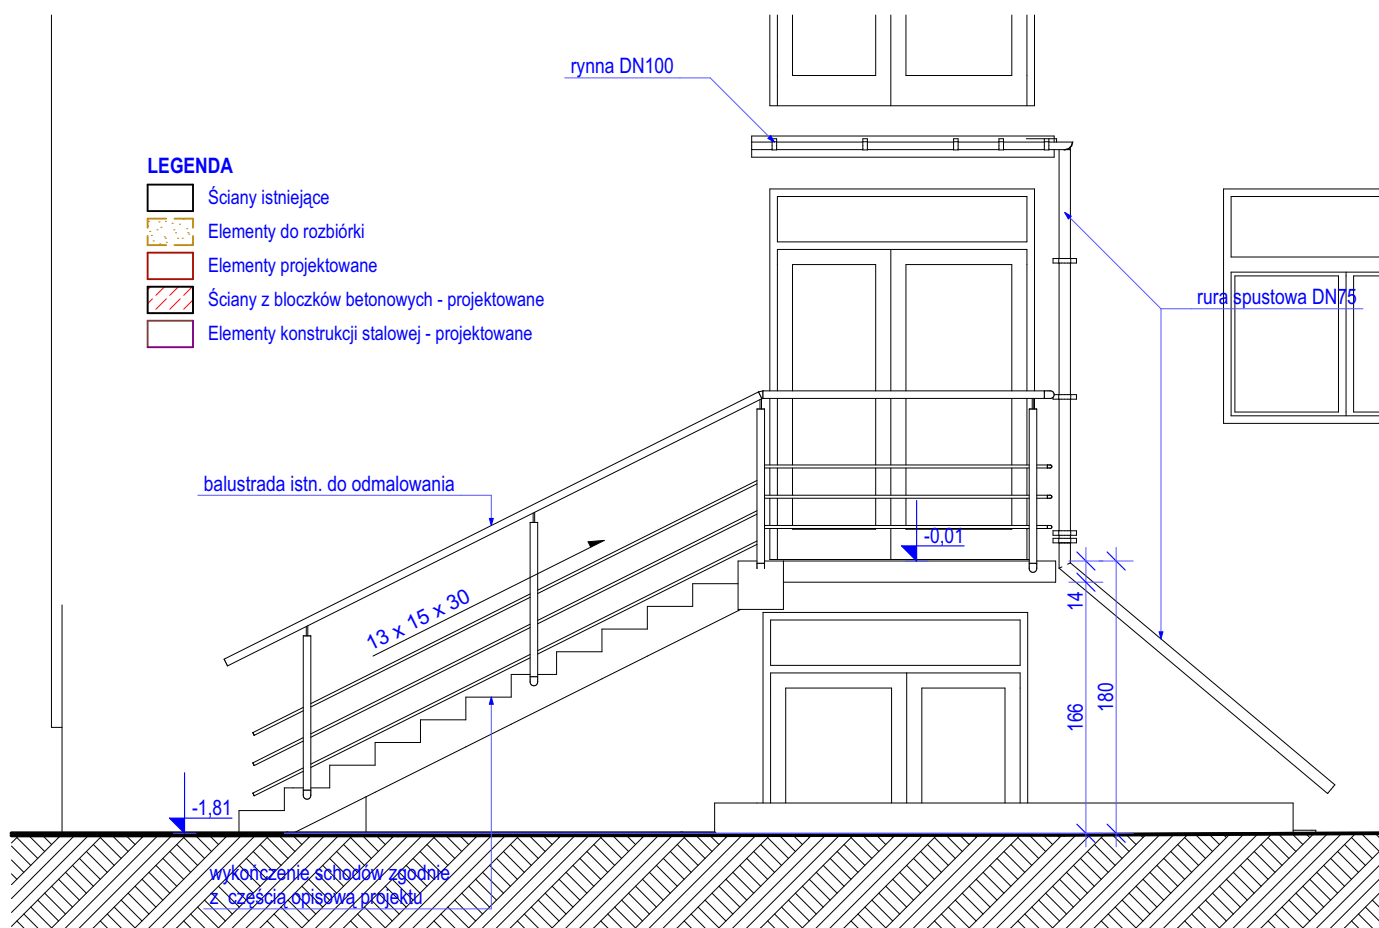 rynna DN100
LEGENDA
Ściany istniejące
Elementy do rozbiórki
Elementy projektowane
Ściany z bloczków betonowych - projektowane
Elementy konstrukcji stalowej - projektowane
rura spustowa DN75
balustrada istn. do odmalowania
-0,01
13 x 15 x 30
14
166
180
-1,81
wykończenie schodów zgodnie
z częścią opisową projektu